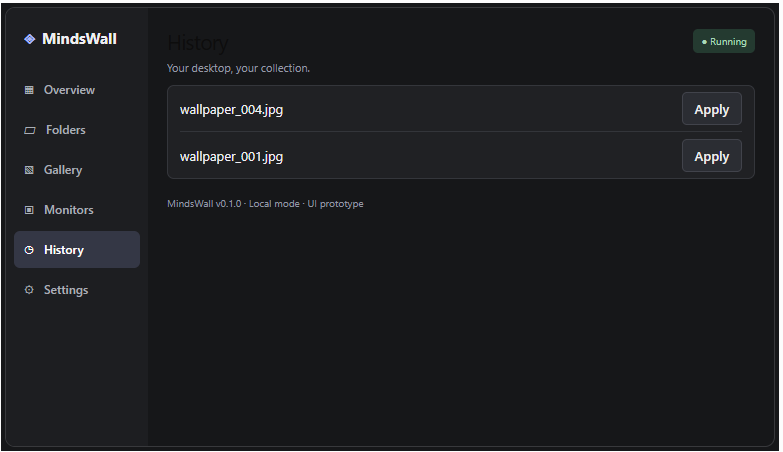 MindsWall
Overview
Folders
Gallery
Monitors
History
Settings
History
● Running
Your desktop, your collection.
wallpaper_004.jpg
Apply
wallpaper_001.jpg
Apply
MindsWall v0.1.0 · Local mode · UI prototype